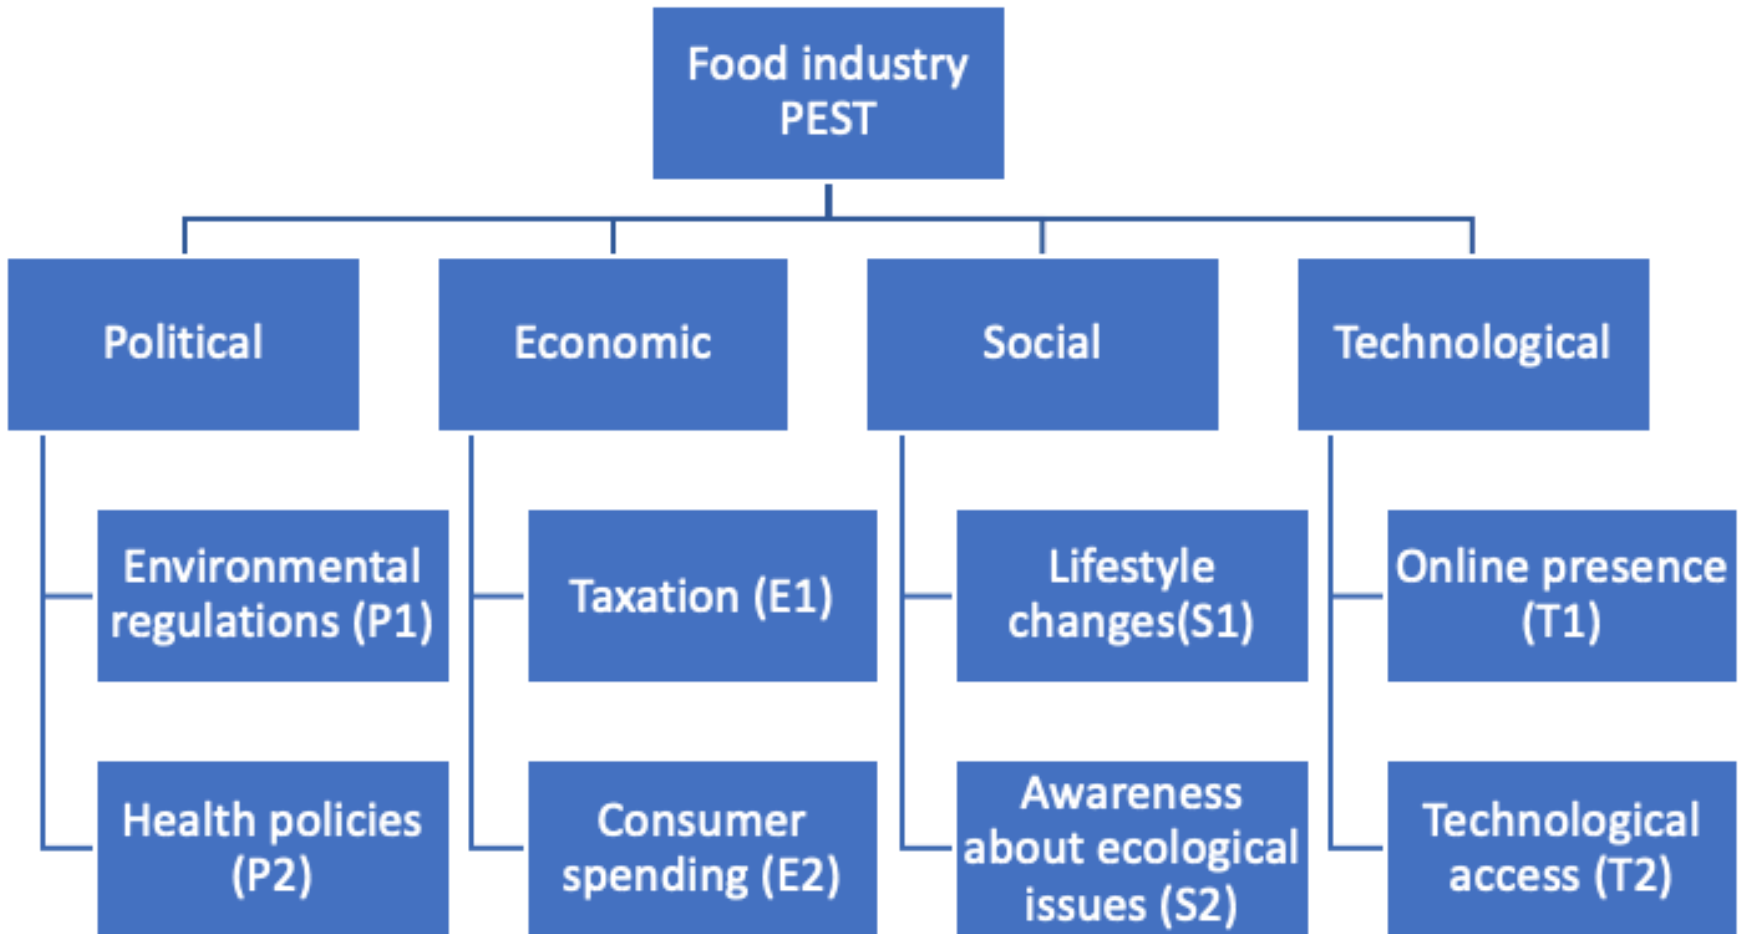 Food industry
PEST
Political
Economic
Social
Technological
Environmental
regulations (P1)
Taxation (E1)
Lifestyle
changes(S1)
Online presence
(T1)
Health policies
(P2)
Consumer
spending (E2)
Awareness
about ecological
issues (S2)
Technological
access (T2)